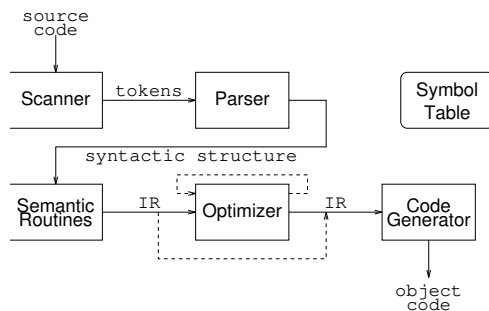 source
code
Scanner
tokens
Parser
Symbol
Table
syntactic structure
Semantic
Routines
IR
Optimizer
IR
Code
Generator
object
code